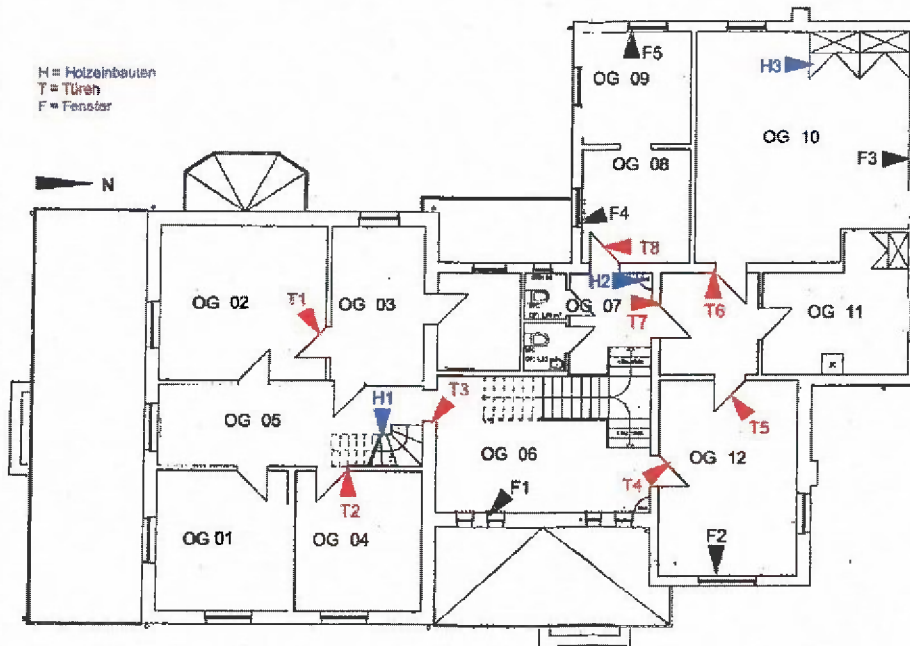 H = Holzeinbauten
T = Türen
F = Fenster
N
F5
OG 09
H3
OG 10
F3
OG 08
F4
T8
OG 02
T1
OG 03
H2
OG 07
T7
T6
OG 11
H1
T3
OG 05
OG 06
T5
OG 12
T4
F1
T2
OG 01
OG 04
F2